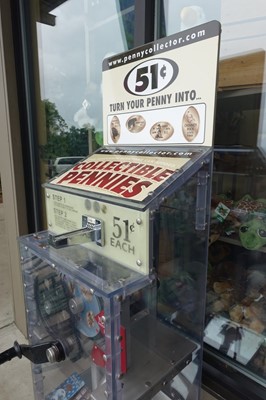 www.pennycollector.com
51¢
TURN YOUR PENNY INTO...
www.pennycollector.com
COLLECTIBLE
PENNIES
STEP 1
STEP 2
51¢
EACH